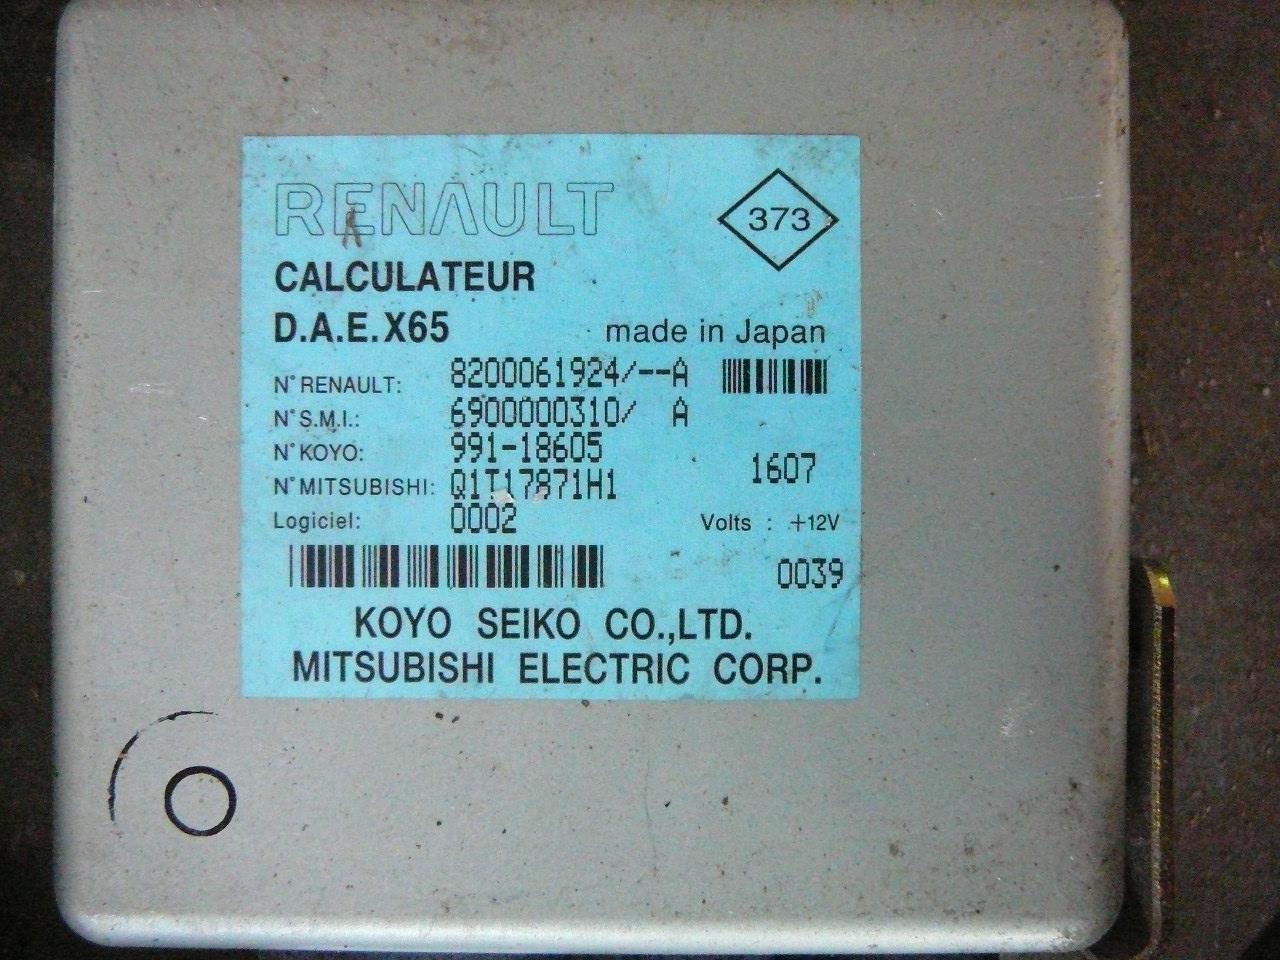 RENAULT
373
CALCULATEUR
D.A.E. X65 made in Japan
N° RENAULT: 8200061924/--A
N° S.M.I.: 6900000310/ A
N° KOYO: 991-18605
1607
N° MITSUBISHI: Q1T17871H1
Logiciel: 0002 Volts : +12V
0039
KOYO SEIKO CO.,LTD.
MITSUBISHI ELECTRIC CORP.